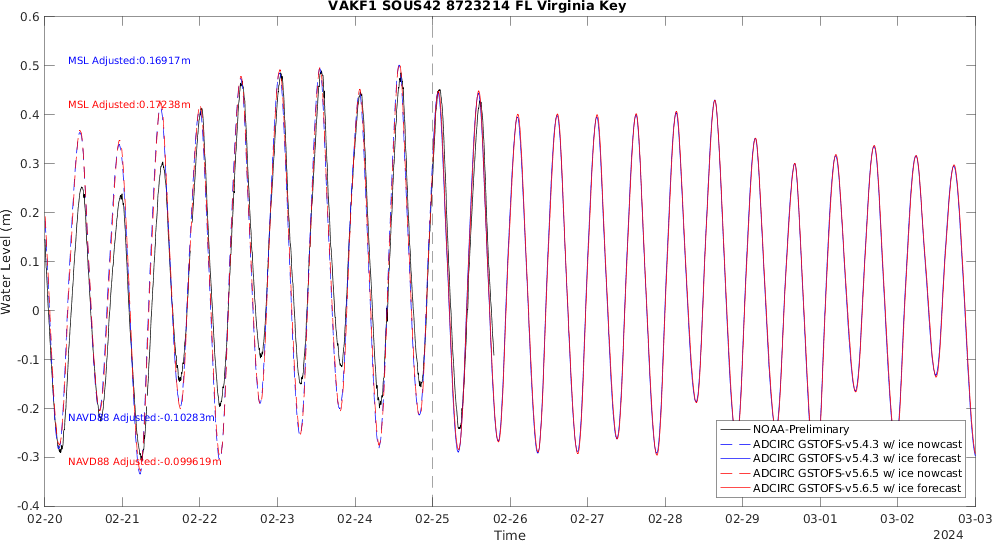 VAKF1 SOUS42 8723214 FL Virginia Key
0.6
0.5
0.4
0.3
0.2
0.1
0
-0.1
-0.2
-0.3
-0.4
Water Level (m)
MSL Adjusted:0.16917m
MSL Adjusted:0.17238m
NAVD88 Adjusted:-0.10283m
NAVD88 Adjusted:-0.099619m
NOAA-Preliminary
ADCIRC GSTOFS-v5.4.3 w/ ice nowcast
ADCIRC GSTOFS-v5.4.3 w/ ice forecast
ADCIRC GSTOFS-v5.6.5 w/ ice nowcast
ADCIRC GSTOFS-v5.6.5 w/ ice forecast
02-20 02-21 02-22 02-23 02-24 02-25 02-26 02-27 02-28 02-29 03-01 03-02 03-03
Time
2024